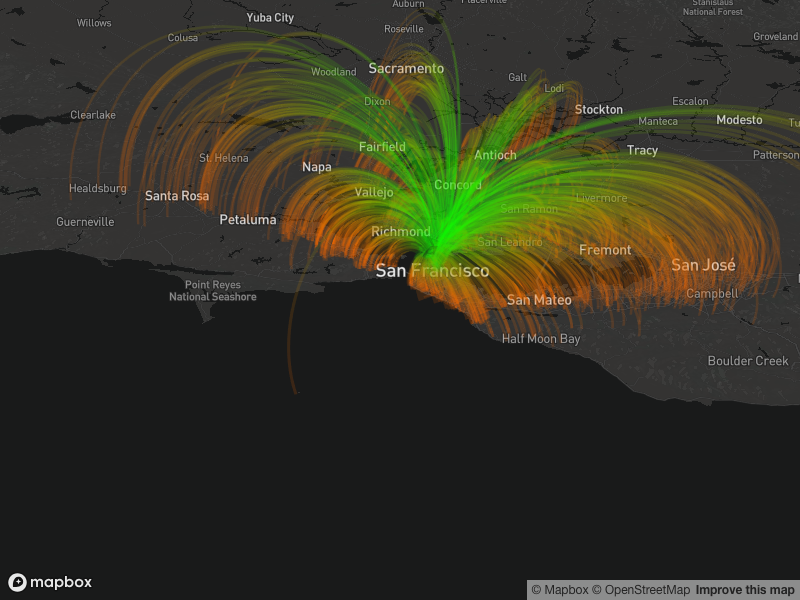 Auburn
Placerville
Stanislaus
National Forest
Willows
Yuba City
Roseville
Groveland
Colusa
Woodland
Sacramento
Galt
Lodi
Dixon
Escalon
Stockton
Clearlake
Manteca
Modesto
Tu
Fairfield
Antioch
Tracy
Patterson
St. Helena
Napa
Concord
Healdsburg
Santa Rosa
Vallejo
Livermore
San Ramon
Petaluma
Guerneville
Richmond
San Leandro
Fremont
San Francisco
San José
Point Reyes
National Seashore
San Mateo
Campbell
Half Moon Bay
Boulder Creek
mapbox
© Mapbox © OpenStreetMap Improve this map